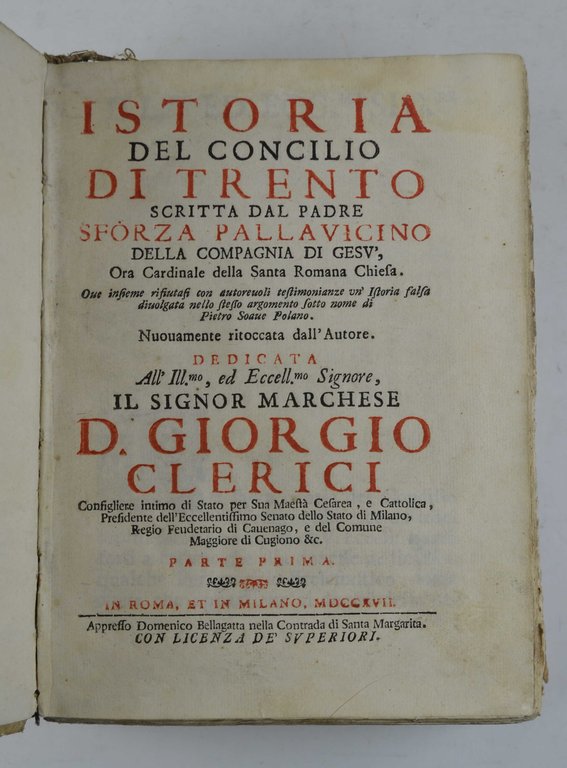 ISTORIA
DEL CONCILIO
DI TRENTO
SCRITTA DAL PADRE
SFORZA PALLAVICINO
DELLA COMPAGNIA DI GESV',
Ora Cardinale della Santa Romana Chieſa.
Oue inſieme rifiutaſi con autoreuoli teſtimonianze vn' Iſtoria falſa
diuolgata nello ſteſſo argomento ſotto nome di
Pietro Soaue Polano.
Nuouamente ritoccata dall'Autore.
DEDICATA
All' Ill.mo, ed Eccell.mo Signore,
IL SIGNOR MARCHESE
D. GIORGIO
CLERICI
Conſigliere intimo di Stato per Sua Maeſtà Ceſarea, e Cattolica,
Preſidente dell'Eccellentiſſimo Senato dello Stato di Milano,
Regio Feudetario di Cauenago, e del Comune
Maggiore di Cugiono &c.
PARTE PRIMA.
IN ROMA, ET IN MILANO, MDCCXVII.
Appreſſo Domenico Bellagatta nella Contrada di Santa Margarita.
CON LICENZA DE' SVPERIORI.